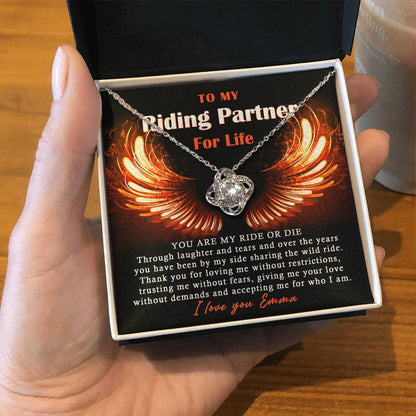 TO MY
Riding Partner
For Life
YOU ARE MY RIDE OR DIE
Through laughter and tears and over the years
you have been by my side sharing the wild ride.
Thank you for loving me without restrictions,
trusting me without fears, giving me your love
without demands and accepting me for who I am.
I love you Emma